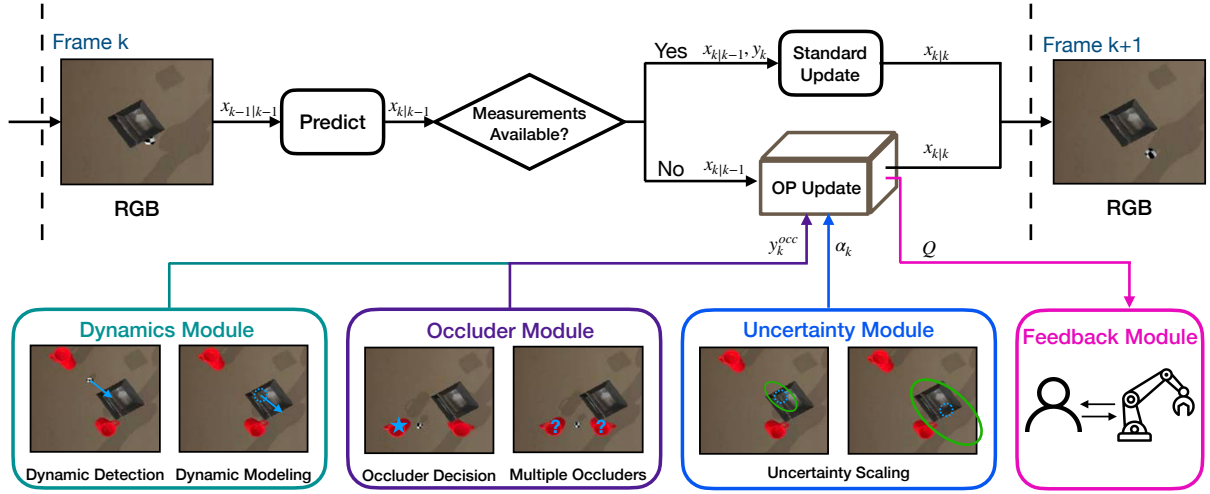 Frame k
RGB
x_{k-1|k-1}
Predict
x_{k|k-1}
Measurements
Available?
Yes
x_{k|k-1}, y_k
Standard
Update
x_{k|k}
No
x_{k|k-1}
OP Update
x_{k|k}
Frame k+1
RGB
y_k^{occ}
α_k
Q
Dynamics Module
Dynamic Detection
Dynamic Modeling
Occluder Module
? ?
Occluder Decision
Multiple Occluders
Uncertainty Module
Uncertainty Scaling
Feedback Module